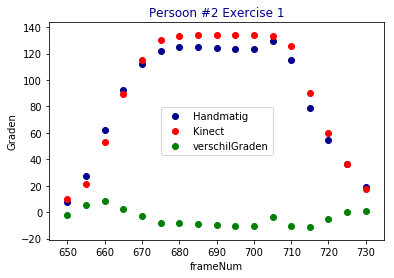 Persoon #2 Exercise 1
140
120
100
80
60
40
20
0
−20
Graden
Handmatig
Kinect
verschilGraden
650 660 670 680 690 700 710 720 730
frameNum